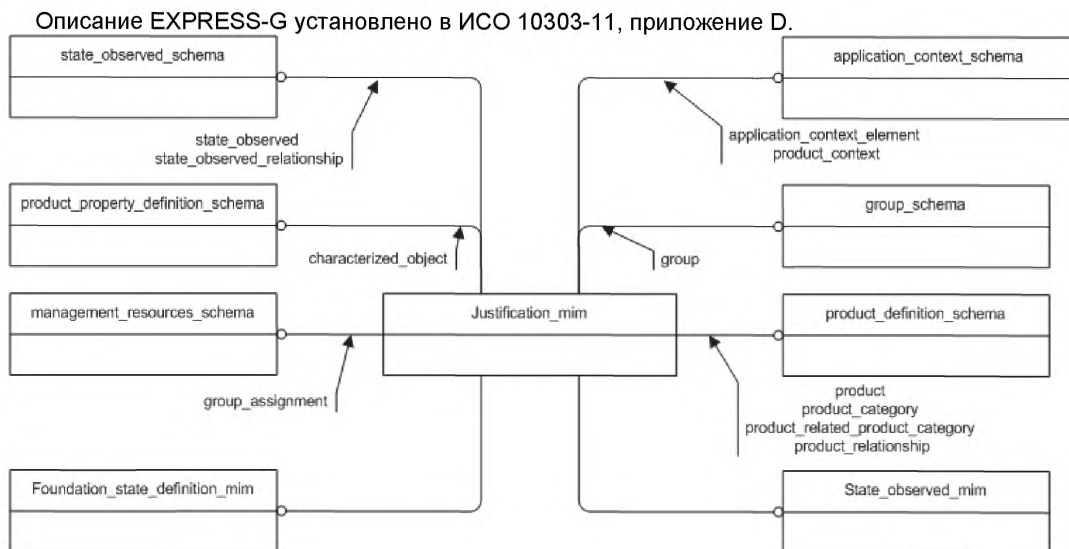 Описание EXPRESS-G установлено в ИСО 10303-11, приложение D.
state_observed_schema
application_context_schema
state_observed
state_observed_relationship
application_context_element
product_context
product_property_definition_schema
group_schema
characterized_object
group
management_resources_schema
Justification_mim
product_definition_schema
group_assignment
product
product_category
product_related_product_category
product_relationship
Foundation_state_definition_mim
State_observed_mim